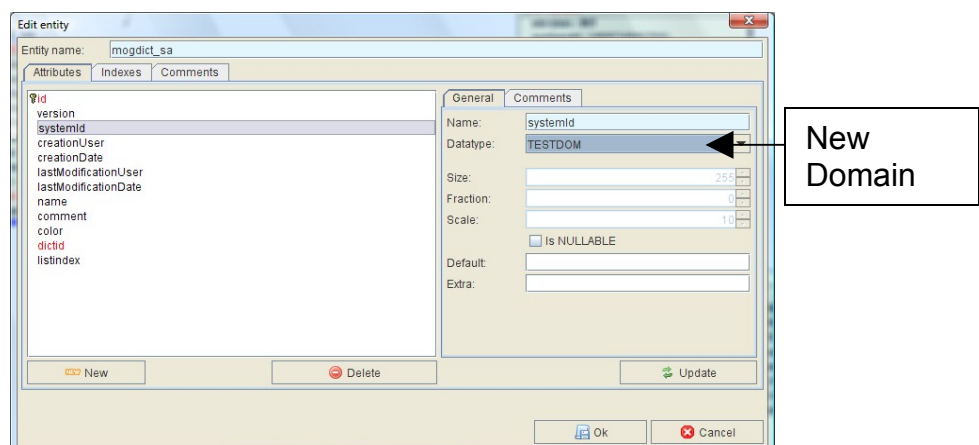 Edit entity
Entity name: mogdict_sa
Attributes Indexes Comments
id
version
systemId
creationUser
creationDate
lastModificationUser
lastModificationDate
name
comment
color
dictid
listindex
General Comments
Name: systemId
Datatype: TESTDOM
Size: 255
Fraction: 0
Scale: 10
Is NULLABLE
Default:
Extra:
New
Delete
Update
Ok
Cancel
New
Domain